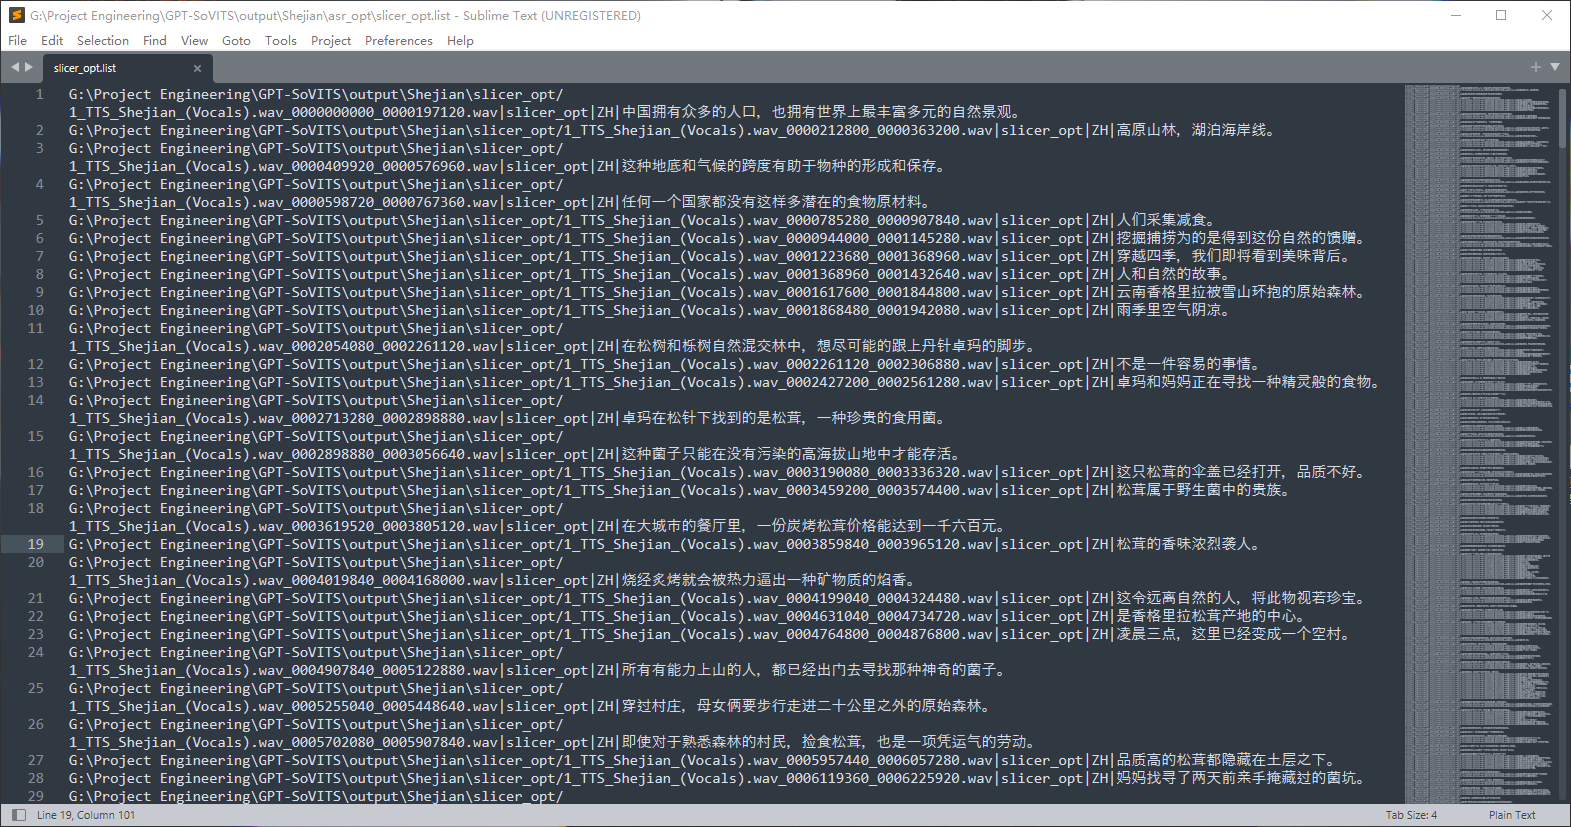 G:\Project Engineering\GPT-SoVITS\output\Shejian\asr_opt\slicer_opt.list - Sublime Text (UNREGISTERED)
File Edit Selection Find View Goto Tools Project Preferences Help
slicer_opt.list
1 G:\Project Engineering\GPT-SoVITS\output\Shejian\slicer_opt/
1_TTS_Shejian_(Vocals).wav_0000000000_0000197120.wav|slicer_opt|ZH|中国拥有众多的人口，也拥有世界上最丰富多元的自然景观。
2 G:\Project Engineering\GPT-SoVITS\output\Shejian\slicer_opt/1_TTS_Shejian_(Vocals).wav_0000212800_0000363200.wav|slicer_opt|ZH|高原山林，湖泊海岸线。
3 G:\Project Engineering\GPT-SoVITS\output\Shejian\slicer_opt/
1_TTS_Shejian_(Vocals).wav_0000409920_0000576960.wav|slicer_opt|ZH|这种地底和气候的跨度有助于物种的形成和保存。
4 G:\Project Engineering\GPT-SoVITS\output\Shejian\slicer_opt/
1_TTS_Shejian_(Vocals).wav_0000598720_0000767360.wav|slicer_opt|ZH|任何一个国家都没有这样多潜在的食物原材料。
5 G:\Project Engineering\GPT-SoVITS\output\Shejian\slicer_opt/1_TTS_Shejian_(Vocals).wav_0000785280_0000907840.wav|slicer_opt|ZH|人们采集减食。
6 G:\Project Engineering\GPT-SoVITS\output\Shejian\slicer_opt/1_TTS_Shejian_(Vocals).wav_0000944000_0001145280.wav|slicer_opt|ZH|挖掘捕捞为的是得到这份自然的馈赠。
7 G:\Project Engineering\GPT-SoVITS\output\Shejian\slicer_opt/1_TTS_Shejian_(Vocals).wav_0001223680_0001368960.wav|slicer_opt|ZH|穿越四季，我们即将看到美味背后。
8 G:\Project Engineering\GPT-SoVITS\output\Shejian\slicer_opt/1_TTS_Shejian_(Vocals).wav_0001368960_0001432640.wav|slicer_opt|ZH|人和自然的故事。
9 G:\Project Engineering\GPT-SoVITS\output\Shejian\slicer_opt/1_TTS_Shejian_(Vocals).wav_0001617600_0001844800.wav|slicer_opt|ZH|云南香格里拉被雪山环抱的原始森林。
10 G:\Project Engineering\GPT-SoVITS\output\Shejian\slicer_opt/1_TTS_Shejian_(Vocals).wav_0001868480_0001942080.wav|slicer_opt|ZH|雨季里空气阴凉。
11 G:\Project Engineering\GPT-SoVITS\output\Shejian\slicer_opt/
1_TTS_Shejian_(Vocals).wav_0002054080_0002261120.wav|slicer_opt|ZH|在松树和栎树自然混交林中，想尽可能的跟上丹针卓玛的脚步。
12 G:\Project Engineering\GPT-SoVITS\output\Shejian\slicer_opt/1_TTS_Shejian_(Vocals).wav_0002261120_0002306880.wav|slicer_opt|ZH|不是一件容易的事情。
13 G:\Project Engineering\GPT-SoVITS\output\Shejian\slicer_opt/1_TTS_Shejian_(Vocals).wav_0002427200_0002561280.wav|slicer_opt|ZH|卓玛和妈妈正在寻找一种精灵般的食物。
14 G:\Project Engineering\GPT-SoVITS\output\Shejian\slicer_opt/
1_TTS_Shejian_(Vocals).wav_0002713280_0002898880.wav|slicer_opt|ZH|卓玛在松针下找到的是松茸，一种珍贵的食用菌。
15 G:\Project Engineering\GPT-SoVITS\output\Shejian\slicer_opt/
1_TTS_Shejian_(Vocals).wav_0002898880_0003056640.wav|slicer_opt|ZH|这种菌子只能在没有污染的高海拔山地中才能存活。
16 G:\Project Engineering\GPT-SoVITS\output\Shejian\slicer_opt/1_TTS_Shejian_(Vocals).wav_0003190080_0003336320.wav|slicer_opt|ZH|这只松茸的伞盖已经打开，品质不好。
17 G:\Project Engineering\GPT-SoVITS\output\Shejian\slicer_opt/1_TTS_Shejian_(Vocals).wav_0003459200_0003574400.wav|slicer_opt|ZH|松茸属于野生菌中的贵族。
18 G:\Project Engineering\GPT-SoVITS\output\Shejian\slicer_opt/
1_TTS_Shejian_(Vocals).wav_0003619520_0003805120.wav|slicer_opt|ZH|在大城市的餐厅里，一份炭烤松茸价格能达到一千六百元。
19 G:\Project Engineering\GPT-SoVITS\output\Shejian\slicer_opt/1_TTS_Shejian_(Vocals).wav_0003859840_0003965120.wav|slicer_opt|ZH|松茸的香味浓烈袭人。
20 G:\Project Engineering\GPT-SoVITS\output\Shejian\slicer_opt/
1_TTS_Shejian_(Vocals).wav_0004019840_0004168000.wav|slicer_opt|ZH|烧经炙烤就会被热力逼出一种矿物质的焰香。
21 G:\Project Engineering\GPT-SoVITS\output\Shejian\slicer_opt/1_TTS_Shejian_(Vocals).wav_0004199040_0004324480.wav|slicer_opt|ZH|这令远离自然的人，将此物视若珍宝。
22 G:\Project Engineering\GPT-SoVITS\output\Shejian\slicer_opt/1_TTS_Shejian_(Vocals).wav_0004631040_0004734720.wav|slicer_opt|ZH|是香格里拉松茸产地的中心。
23 G:\Project Engineering\GPT-SoVITS\output\Shejian\slicer_opt/1_TTS_Shejian_(Vocals).wav_0004764800_0004876800.wav|slicer_opt|ZH|凌晨三点，这里已经变成一个空村。
24 G:\Project Engineering\GPT-SoVITS\output\Shejian\slicer_opt/
1_TTS_Shejian_(Vocals).wav_0004907840_0005122880.wav|slicer_opt|ZH|所有有能力上山的人，都已经出门去寻找那种神奇的菌子。
25 G:\Project Engineering\GPT-SoVITS\output\Shejian\slicer_opt/
1_TTS_Shejian_(Vocals).wav_0005255040_0005448640.wav|slicer_opt|ZH|穿过村庄，母女俩要步行走进二十公里之外的原始森林。
26 G:\Project Engineering\GPT-SoVITS\output\Shejian\slicer_opt/
1_TTS_Shejian_(Vocals).wav_0005702080_0005907840.wav|slicer_opt|ZH|即使对于熟悉森林的村民，捡食松茸，也是一项凭运气的劳动。
27 G:\Project Engineering\GPT-SoVITS\output\Shejian\slicer_opt/1_TTS_Shejian_(Vocals).wav_0005957440_0006057280.wav|slicer_opt|ZH|品质高的松茸都隐藏在土层之下。
28 G:\Project Engineering\GPT-SoVITS\output\Shejian\slicer_opt/1_TTS_Shejian_(Vocals).wav_0006119360_0006225920.wav|slicer_opt|ZH|妈妈找寻了两天前亲手掩藏过的菌坑。
29 G:\Project Engineering\GPT-SoVITS\output\Shejian\slicer_opt/
Line 19, Column 101 Tab Size: 4 Plain Text